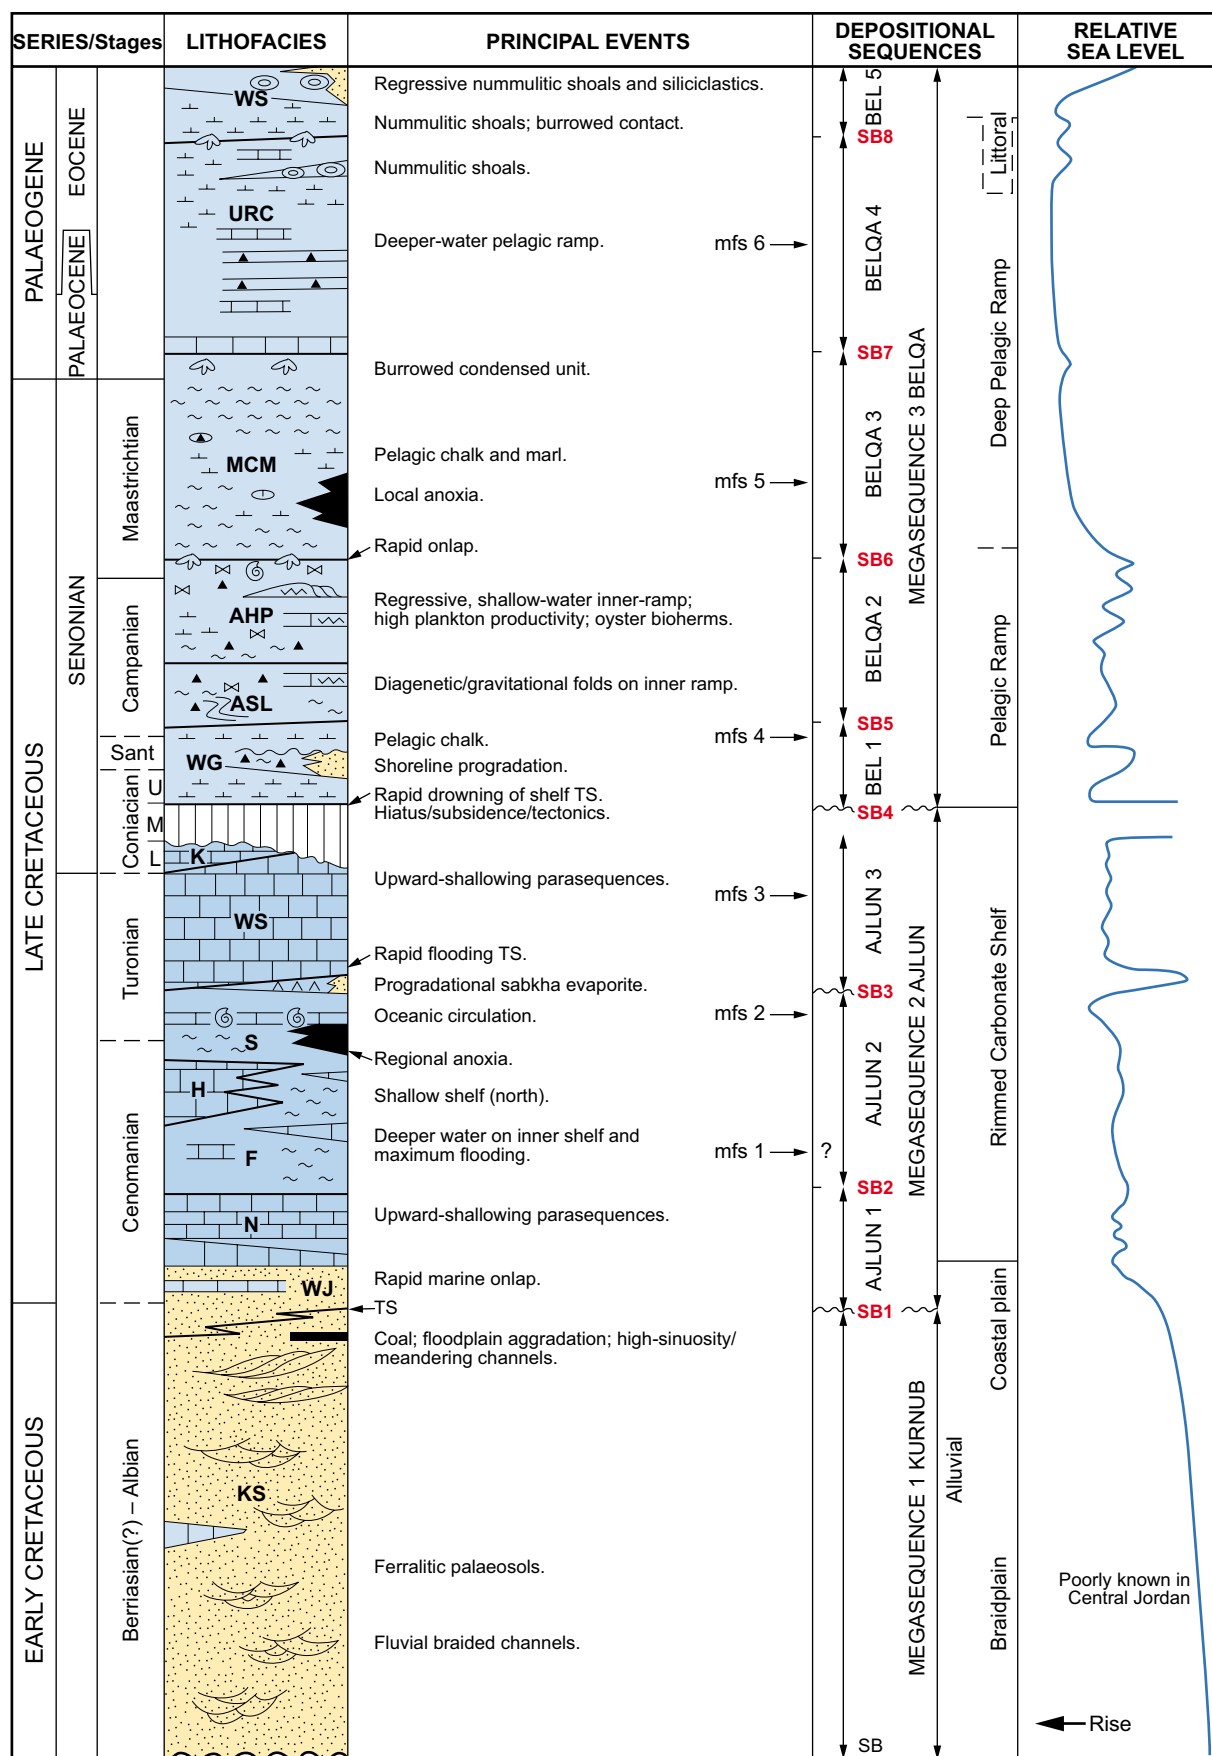 SERIES/Stages
LITHOFACIES
PRINCIPAL EVENTS
DEPOSITIONAL
SEQUENCES
RELATIVE
SEA LEVEL
PALAEOGENE
EOCENE
PALAEOCENE
LATE CRETACEOUS
SENONIAN
Maastrichtian
Campanian
Sant
Coniacian
U
M
L
Turonian
Cenomanian
EARLY CRETACEOUS
Berriasian(?) – Albian
WS
URC
MCM
AHP
ASL
WG
K
WS
S
H
F
N
WJ
KS
Regressive nummulitic shoals and siliciclastics.
Nummulitic shoals; burrowed contact.
Nummulitic shoals.
Deeper-water pelagic ramp.
Burrowed condensed unit.
Pelagic chalk and marl.
Local anoxia.
Rapid onlap.
Regressive, shallow-water inner-ramp;
high plankton productivity; oyster bioherms.
Diagenetic/gravitational folds on inner ramp.
Pelagic chalk.
Shoreline progradation.
Rapid drowning of shelf TS.
Hiatus/subsidence/tectonics.
Upward-shallowing parasequences.
Rapid flooding TS.
Progradational sabkha evaporite.
Oceanic circulation.
Regional anoxia.
Shallow shelf (north).
Deeper water on inner shelf and
maximum flooding.
Upward-shallowing parasequences.
Rapid marine onlap.
TS
Coal; floodplain aggradation; high-sinuosity/
meandering channels.
Ferralitic palaeosols.
Fluvial braided channels.
mfs 6
mfs 5
mfs 4
mfs 3
mfs 2
mfs 1
?
BEL 5
SB8
BELQA 4
SB7
BELQA 3
SB6
BELQA 2
SB5
BEL 1
SB4
AJLUN 3
SB3
AJLUN 2
SB2
AJLUN 1
SB1
SB
MEGASEQUENCE 3 BELQA
MEGASEQUENCE 2 AJLUN
MEGASEQUENCE 1 KURNUB
Littoral
Deep Pelagic Ramp
Pelagic Ramp
Rimmed Carbonate Shelf
Coastal plain
Alluvial
Braidplain
Poorly known in
Central Jordan
Rise